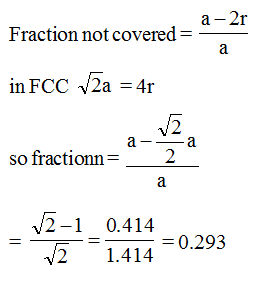 Fraction not covered = (a − 2r)/a
in FCC √2a = 4r
so fractionn = (a − (√2/2)a)/a
= (√2 − 1)/√2 = 0.414/1.414 = 0.293